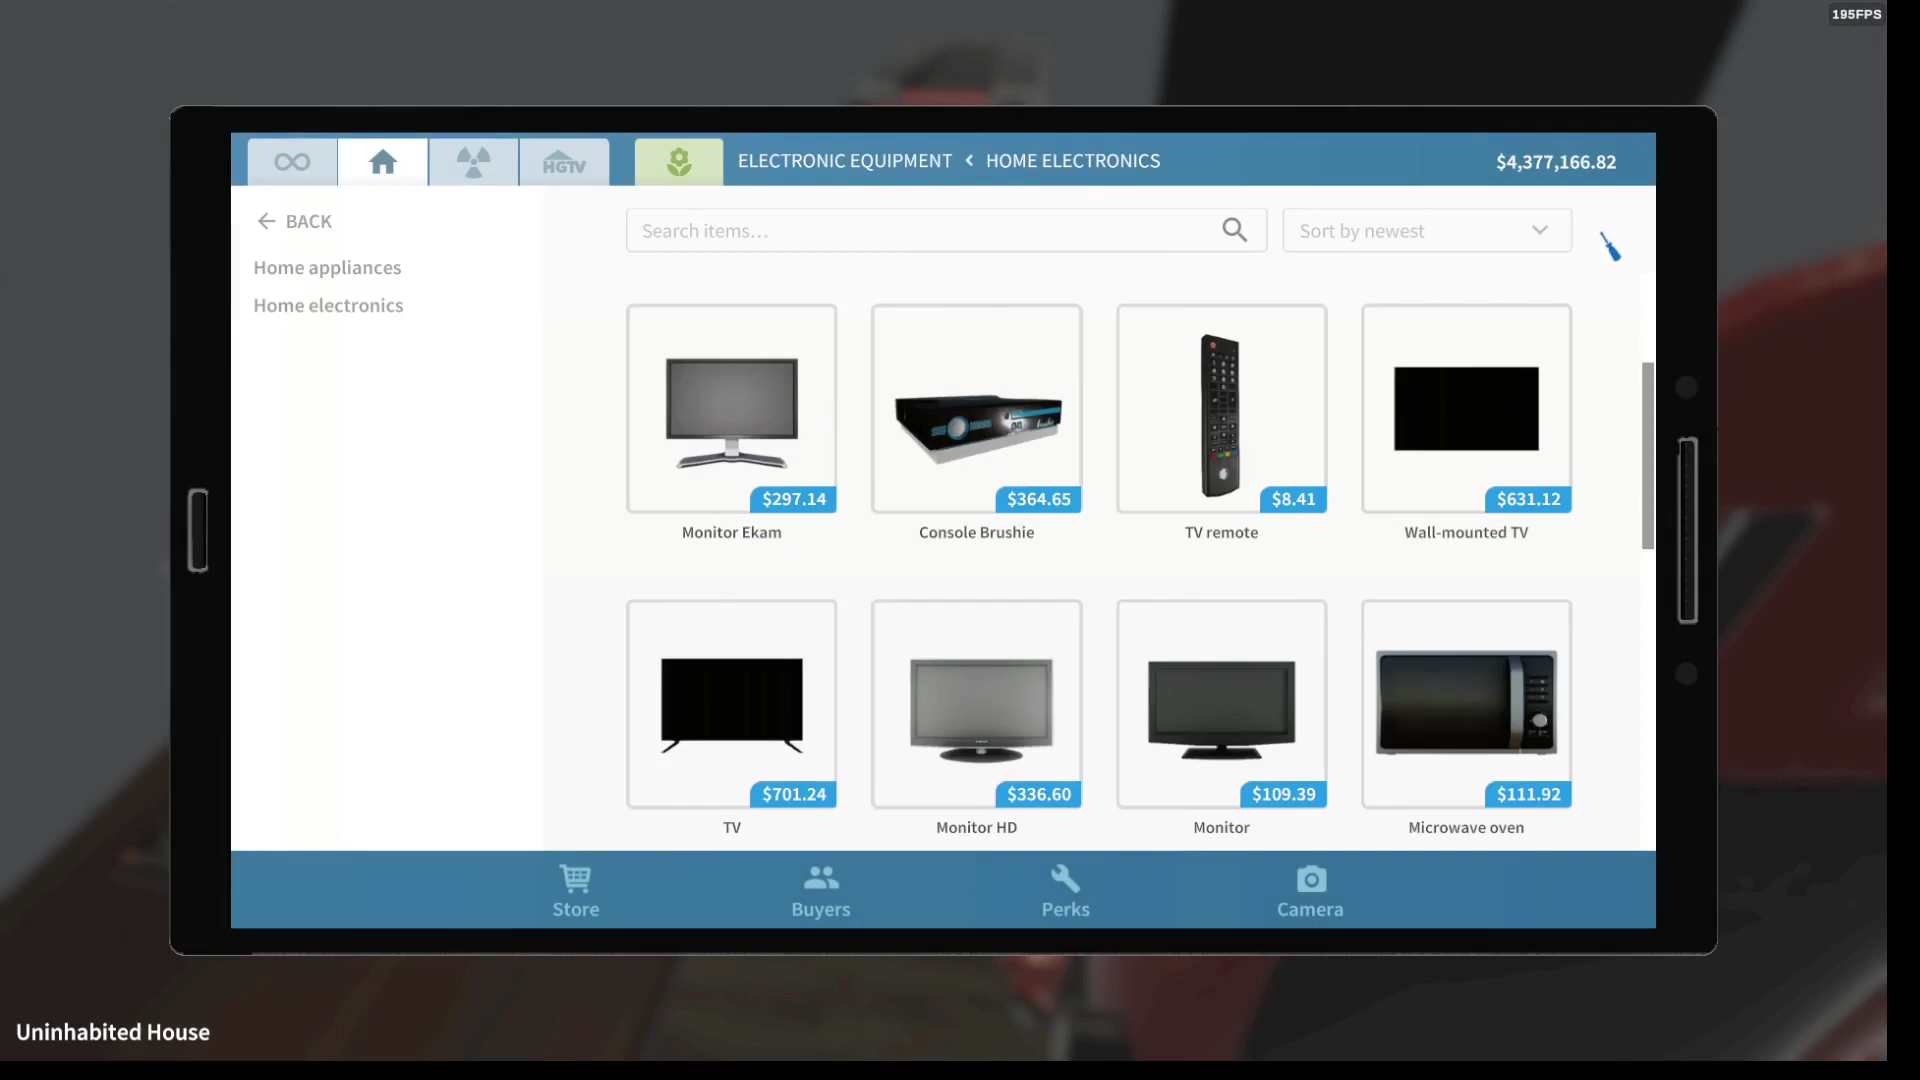 195FPS
HGTV
ELECTRONIC EQUIPMENT < HOME ELECTRONICS
$4,377,166.82
BACK
Search items...
Sort by newest
Home appliances
Home electronics
$297.14
$364.65
$8.41
$631.12
Monitor Ekam
Console Brushie
TV remote
Wall-mounted TV
$701.24
$336.60
$109.39
$111.92
TV
Monitor HD
Monitor
Microwave oven
Store
Buyers
Perks
Camera
Uninhabited House